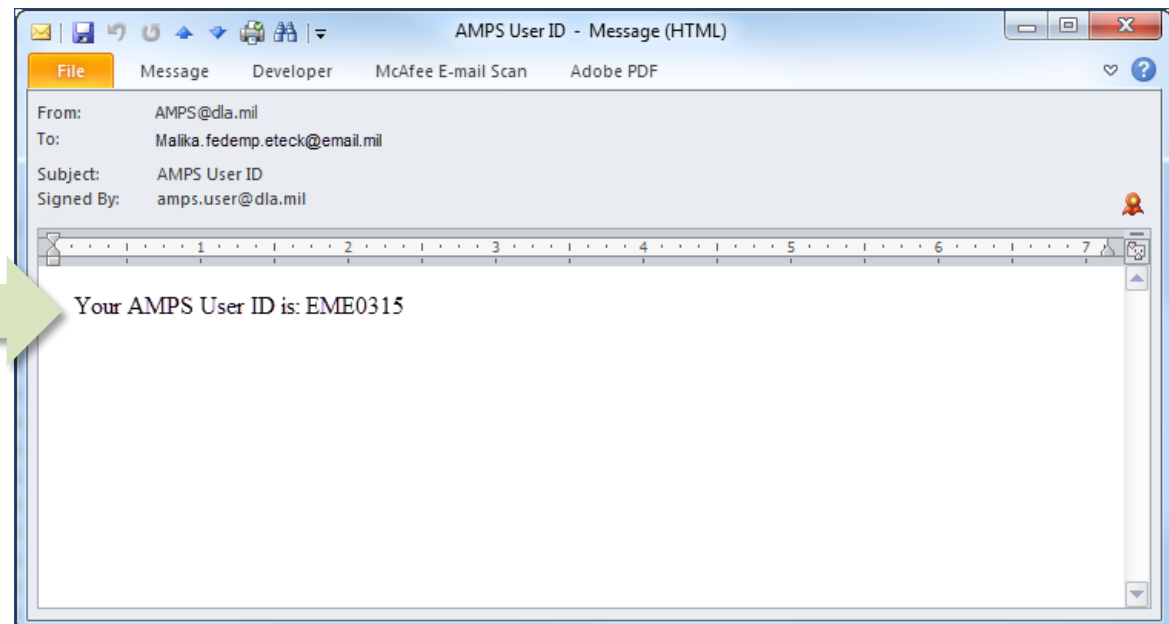 AMPS User ID - Message (HTML)
File Message Developer McAfee E-mail Scan Adobe PDF
From: AMPS@dla.mil
To: Malika.fedemp.eteck@email.mil
Subject: AMPS User ID
Signed By: amps.user@dla.mil
1 2 3 4 5 6 7
Your AMPS User ID is: EME0315